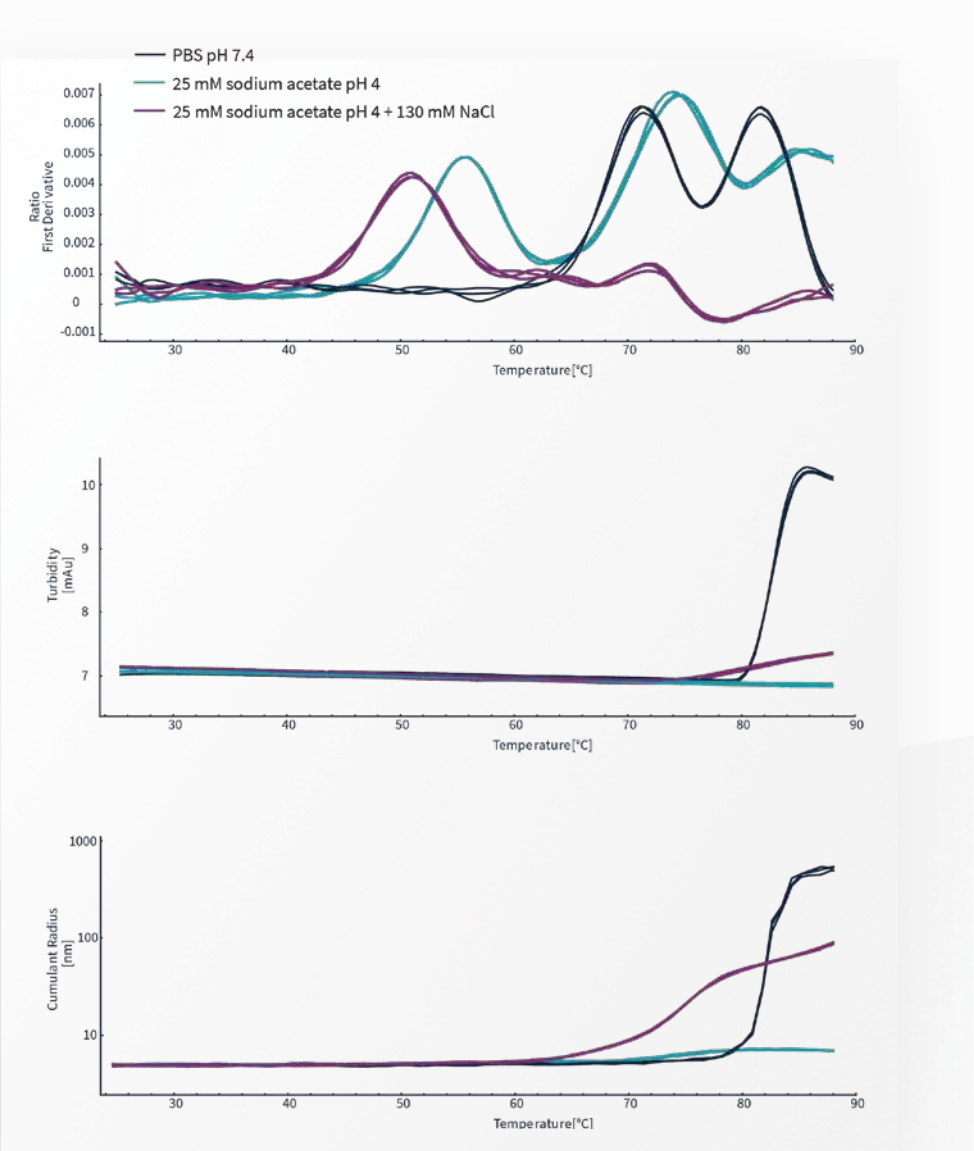 PBS pH 7.4
25 mM sodium acetate pH 4
25 mM sodium acetate pH 4 + 130 mM NaCl
Ratio
First Derivative
0.007
0.006
0.005
0.004
0.003
0.002
0.001
0
-0.001
30 40 50 60 70 80 90
Temperature[°C]
Turbidity
[mAu]
10
9
8
7
30 40 50 60 70 80 90
Temperature[°C]
Cumulant Radius
[nm]
1000
100
10
30 40 50 60 70 80 90
Temperature[°C]